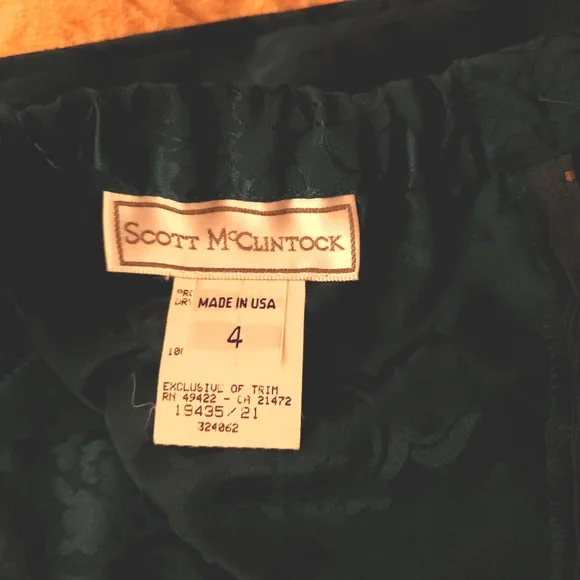 SCOTT McCLINTOCK
MADE IN USA
4
EXCLUSIVE OF TRIM
RN 49422 - CA 21472
19435/21
324062